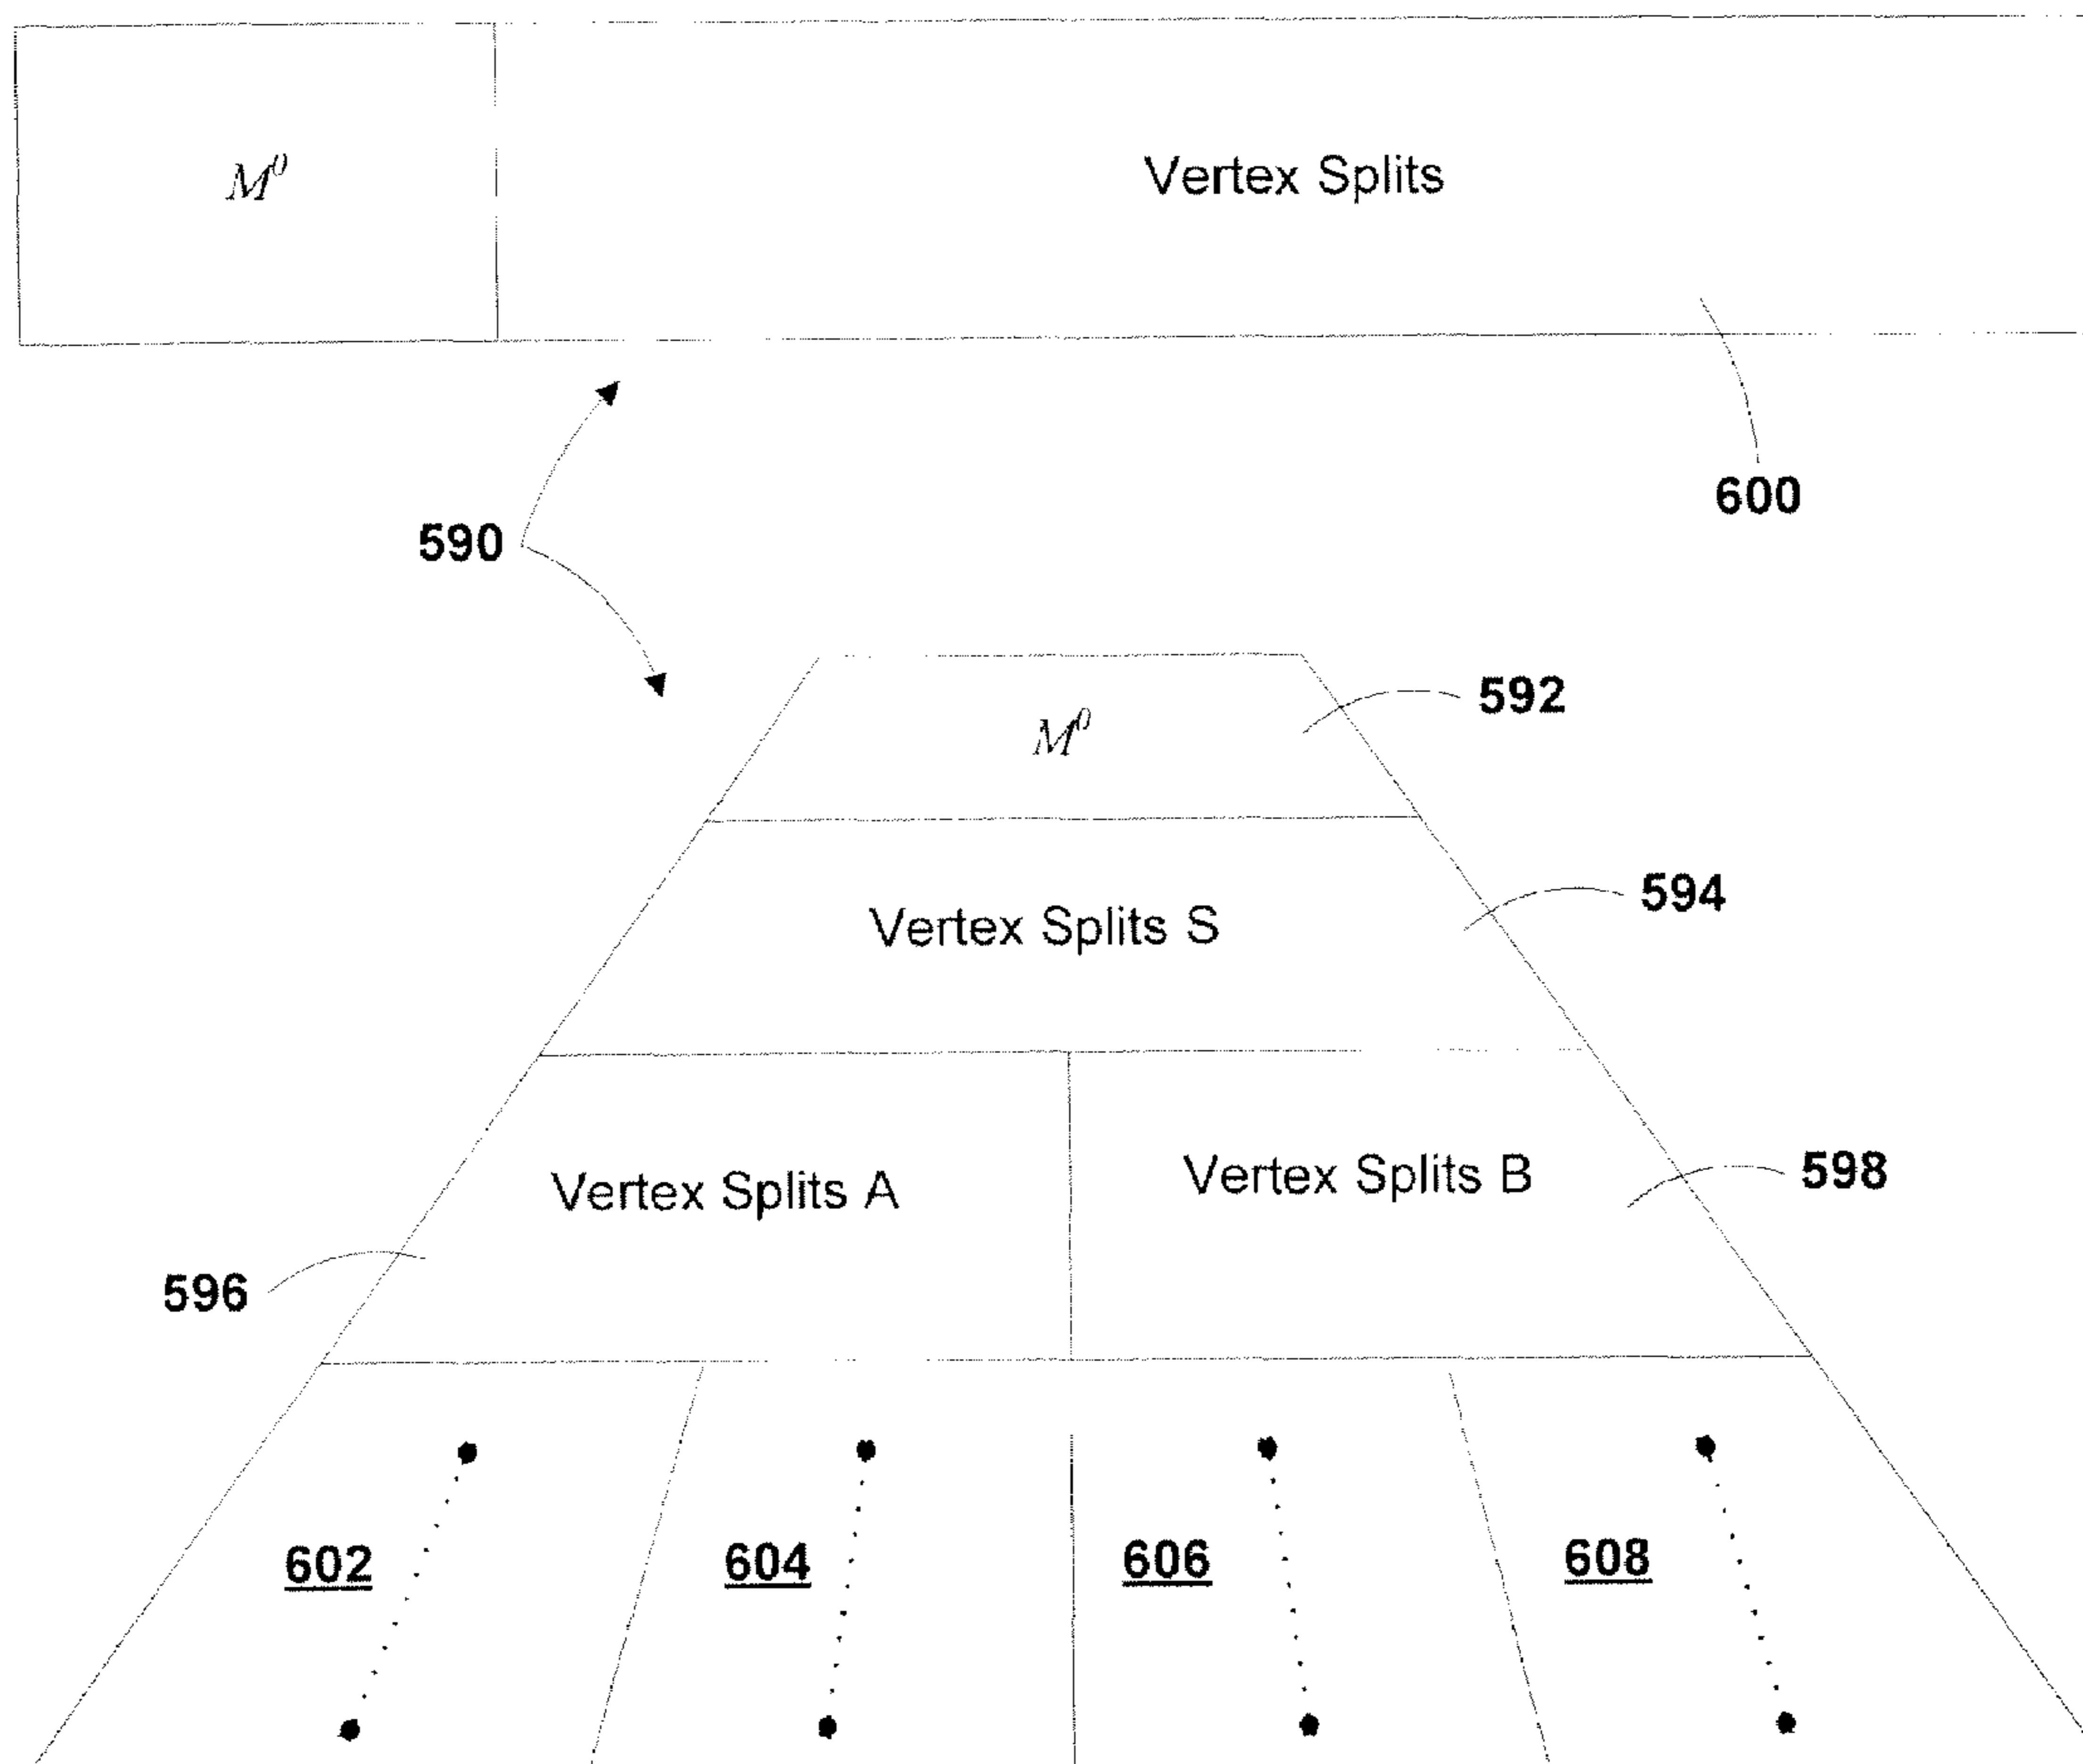 M⁰
Vertex Splits
600
590
592
M⁰
594
Vertex Splits S
598
Vertex Splits A
Vertex Splits B
596
602
604
606
608